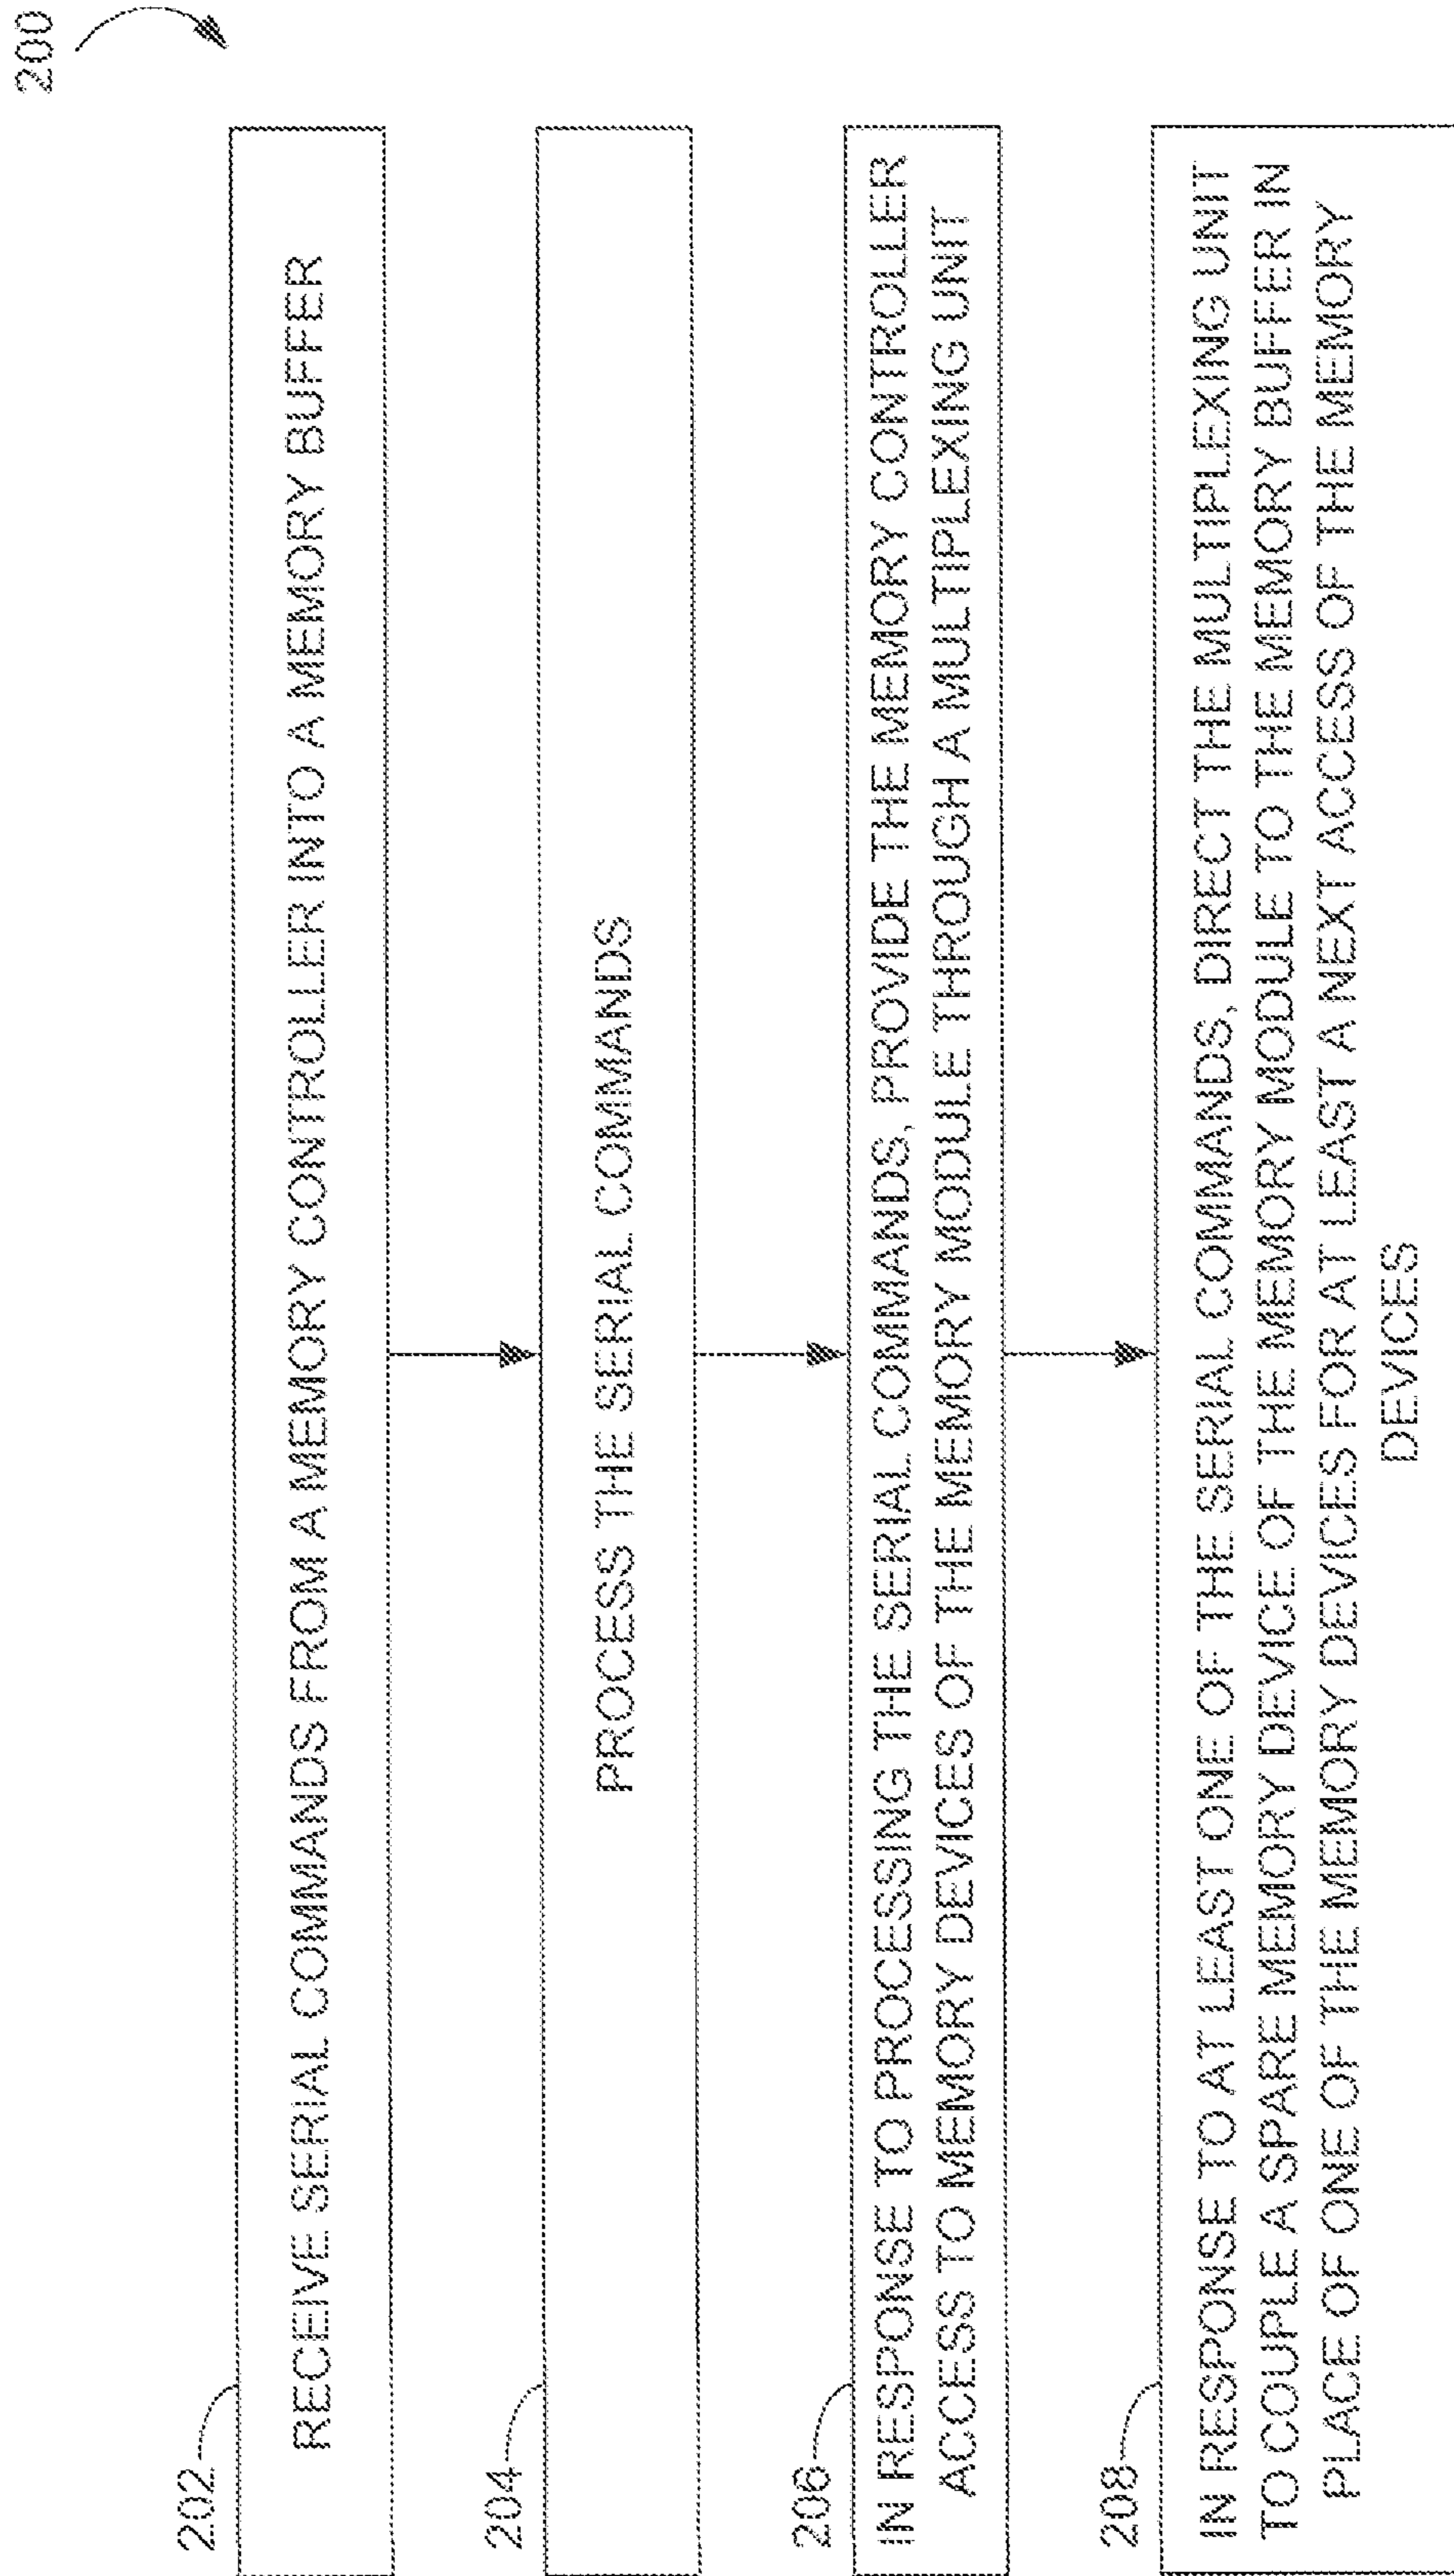 200
202
RECEIVE SERIAL COMMANDS FROM A MEMORY CONTROLLER INTO A MEMORY BUFFER
204
PROCESS THE SERIAL COMMANDS
206
IN RESPONSE TO PROCESSING THE SERIAL COMMANDS, PROVIDE THE MEMORY CONTROLLER
ACCESS TO MEMORY DEVICES OF THE MEMORY MODULE THROUGH A MULTIPLEXING UNIT
208
IN RESPONSE TO AT LEAST ONE OF THE SERIAL COMMANDS, DIRECT THE MULTIPLEXING UNIT
TO COUPLE A SPARE MEMORY DEVICE OF THE MEMORY MODULE TO THE MEMORY BUFFER IN
PLACE OF ONE OF THE MEMORY DEVICES FOR AT LEAST A NEXT ACCESS OF THE MEMORY
DEVICES